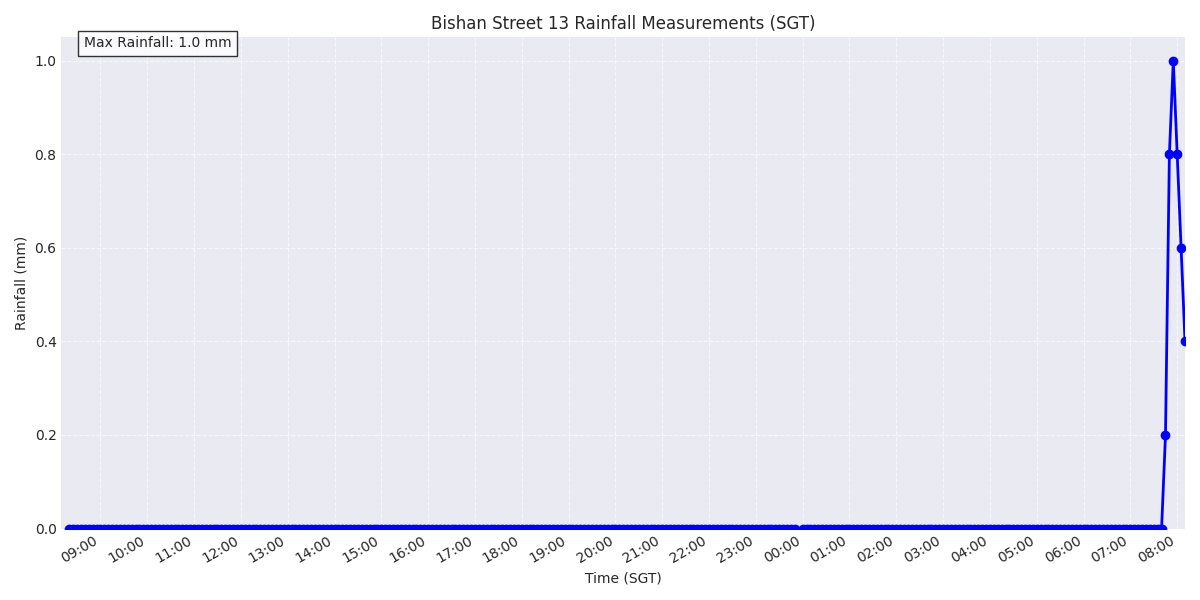 Bishan Street 13 Rainfall Measurements (SGT)
Max Rainfall: 1.0 mm
1.0
0.8
0.6
0.4
0.2
0.0
Rainfall (mm)
09:00 10:00 11:00 12:00 13:00 14:00 15:00 16:00 17:00 18:00 19:00 20:00 21:00 22:00 23:00 00:00 01:00 02:00 03:00 04:00 05:00 06:00 07:00 08:00
Time (SGT)